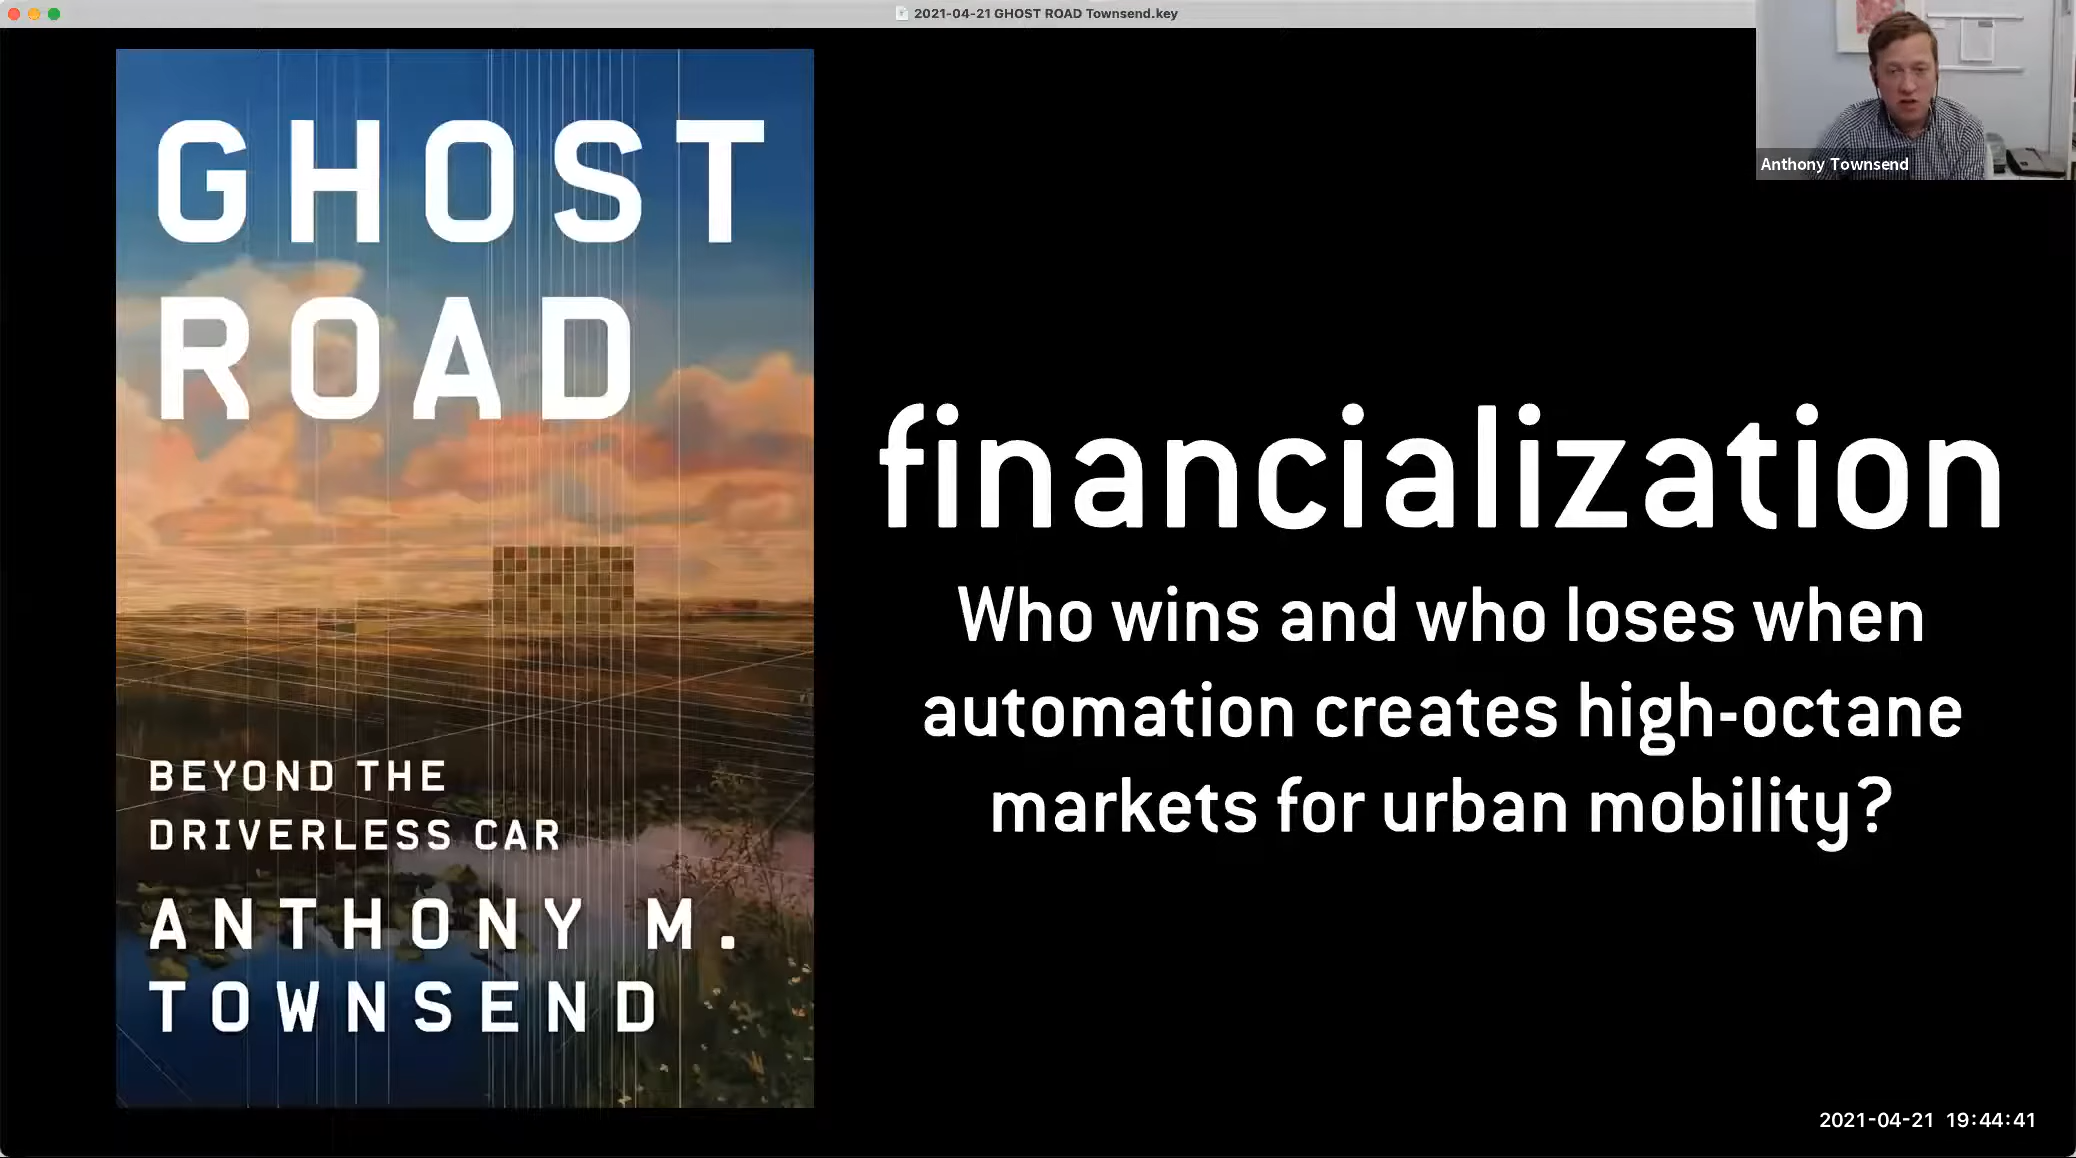 2021-04-21 GHOST ROAD Townsend.key
Anthony Townsend
GHOST
ROAD
BEYOND THE
DRIVERLESS CAR
ANTHONY M.
TOWNSEND
financialization
Who wins and who loses when
automation creates high-octane
markets for urban mobility?
2021-04-21 19:44:41